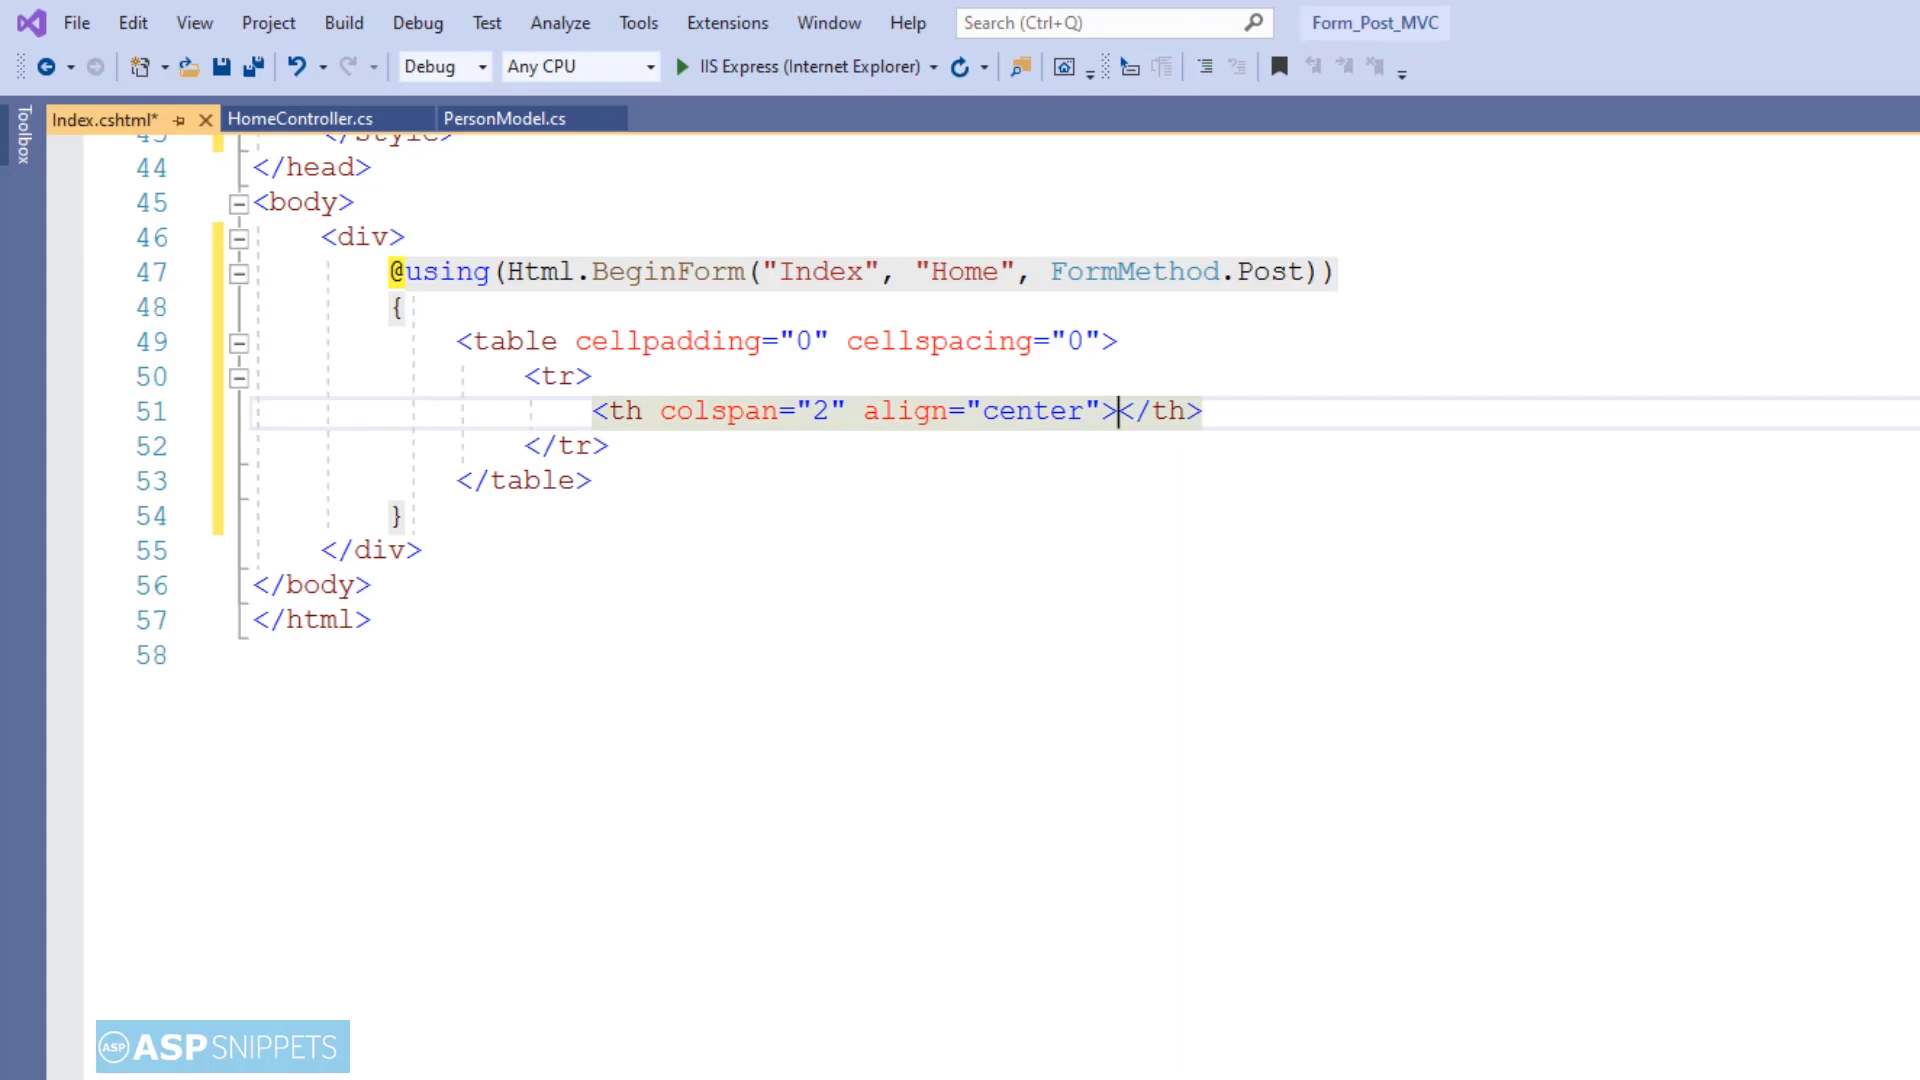 File Edit View Project Build Debug Test Analyze Tools Extensions Window Help Search (Ctrl+Q) Form_Post_MVC
Debug Any CPU IIS Express (Internet Explorer)
Toolbox
Index.cshtml* HomeController.cs PersonModel.cs
43 </style>
44 </head>
45 <body>
46 <div>
47 @using(Html.BeginForm("Index", "Home", FormMethod.Post))
48 {
49 <table cellpadding="0" cellspacing="0">
50 <tr>
51 <th colspan="2" align="center"></th>
52 </tr>
53 </table>
54 }
55 </div>
56 </body>
57 </html>
58
ASP ASPSNIPPETS